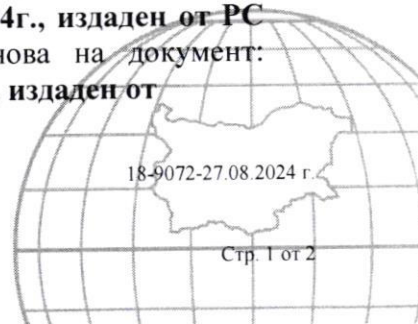 4г., издаден от РС
нова на документ:
издаден от
18-9072-27.08.2024 г.
Стр. 1 от 2